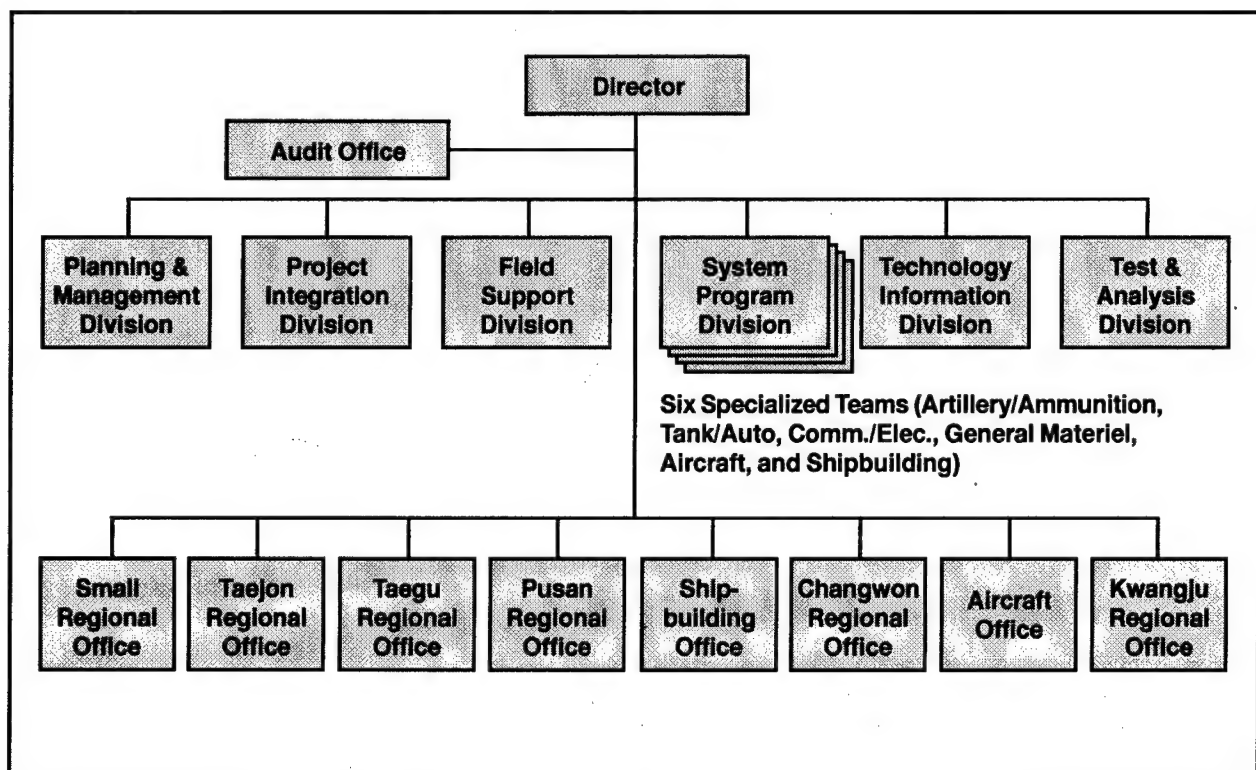 Director
Audit Office
Planning &
Management
Division
Project
Integration
Division
Field
Support
Division
System
Program
Division
Technology
Information
Division
Test &
Analysis
Division
Six Specialized Teams (Artillery/Ammunition,
Tank/Auto, Comm./Elec., General Materiel,
Aircraft, and Shipbuilding)
Small
Regional
Office
Taejon
Regional
Office
Taegu
Regional
Office
Pusan
Regional
Office
Ship-
building
Office
Changwon
Regional
Office
Aircraft
Office
Kwangju
Regional
Office